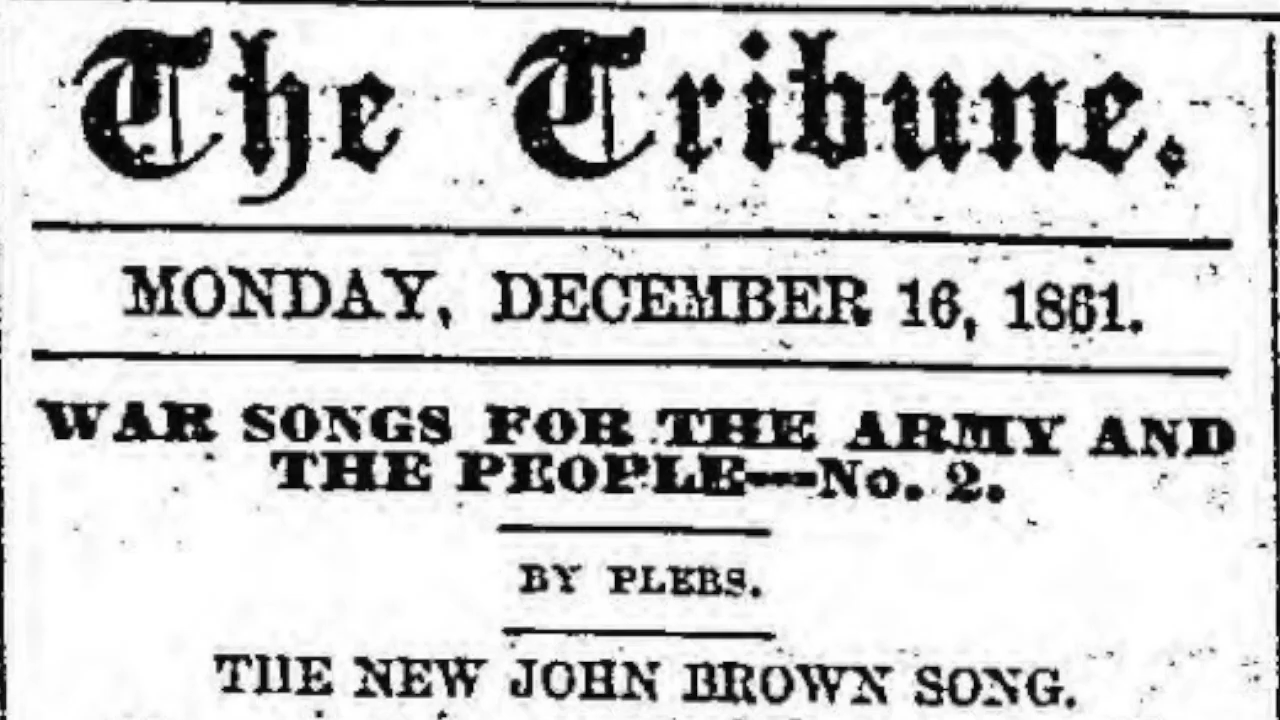 The Tribune.
MONDAY, DECEMBER 16, 1861.
WAR SONGS FOR THE ARMY AND
THE PEOPLE—No. 2.
BY PLEBS.
THE NEW JOHN BROWN SONG.